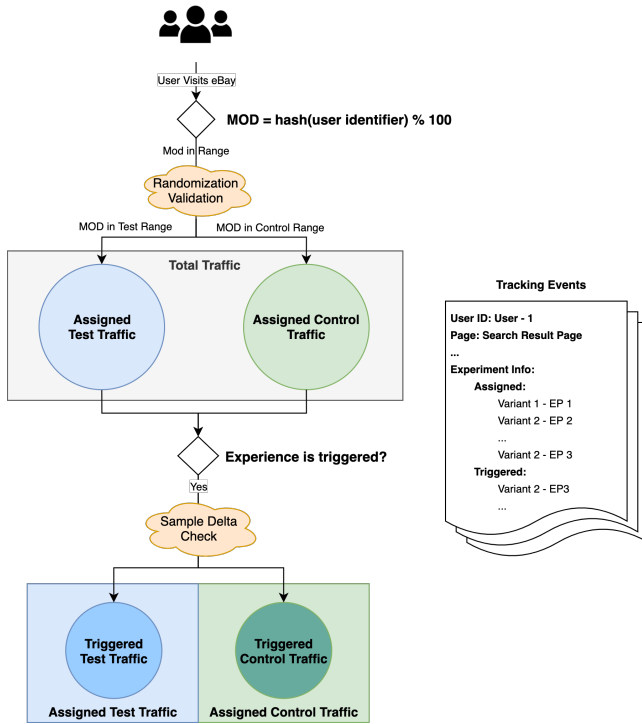 User Visits eBay
MOD = hash(user identifier) % 100
Mod in Range
Randomization
Validation
MOD in Test Range
MOD in Control Range
Total Traffic
Assigned
Test Traffic
Assigned Control
Traffic
Experience is triggered?
Yes
Sample Delta
Check
Triggered
Test Traffic
Triggered
Control Traffic
Assigned Test Traffic
Assigned Control Traffic
Tracking Events
User ID: User - 1
Page: Search Result Page
...
Experiment Info:
Assigned:
Variant 1 - EP 1
Variant 2 - EP 2
...
Variant 2 - EP 3
Triggered:
Variant 2 - EP3
...